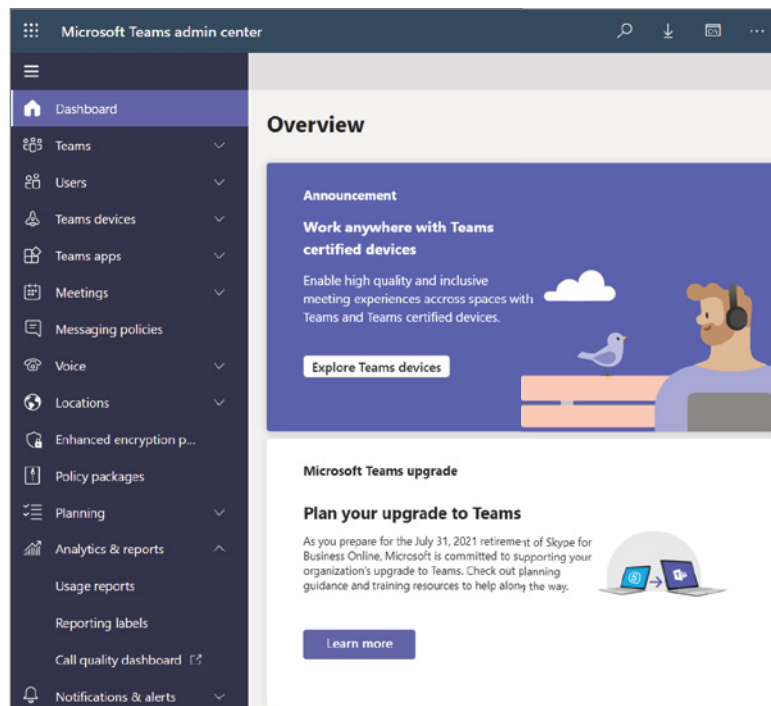 Microsoft Teams admin center
Dashboard
Teams
Users
Teams devices
Teams apps
Meetings
Messaging policies
Voice
Locations
Enhanced encryption p...
Policy packages
Planning
Analytics & reports
Usage reports
Reporting labels
Call quality dashboard
Notifications & alerts
Overview
Announcement
Work anywhere with Teams
certified devices
Enable high quality and inclusive
meeting experiences accross spaces with
Teams and Teams certified devices.
Explore Teams devices
Microsoft Teams upgrade
Plan your upgrade to Teams
As you prepare for the July 31, 2021 retirement of Skype for
Business Online, Microsoft is committed to supporting your
organization's upgrade to Teams. Check out planning
guidance and training resources to help along the way.
Learn more